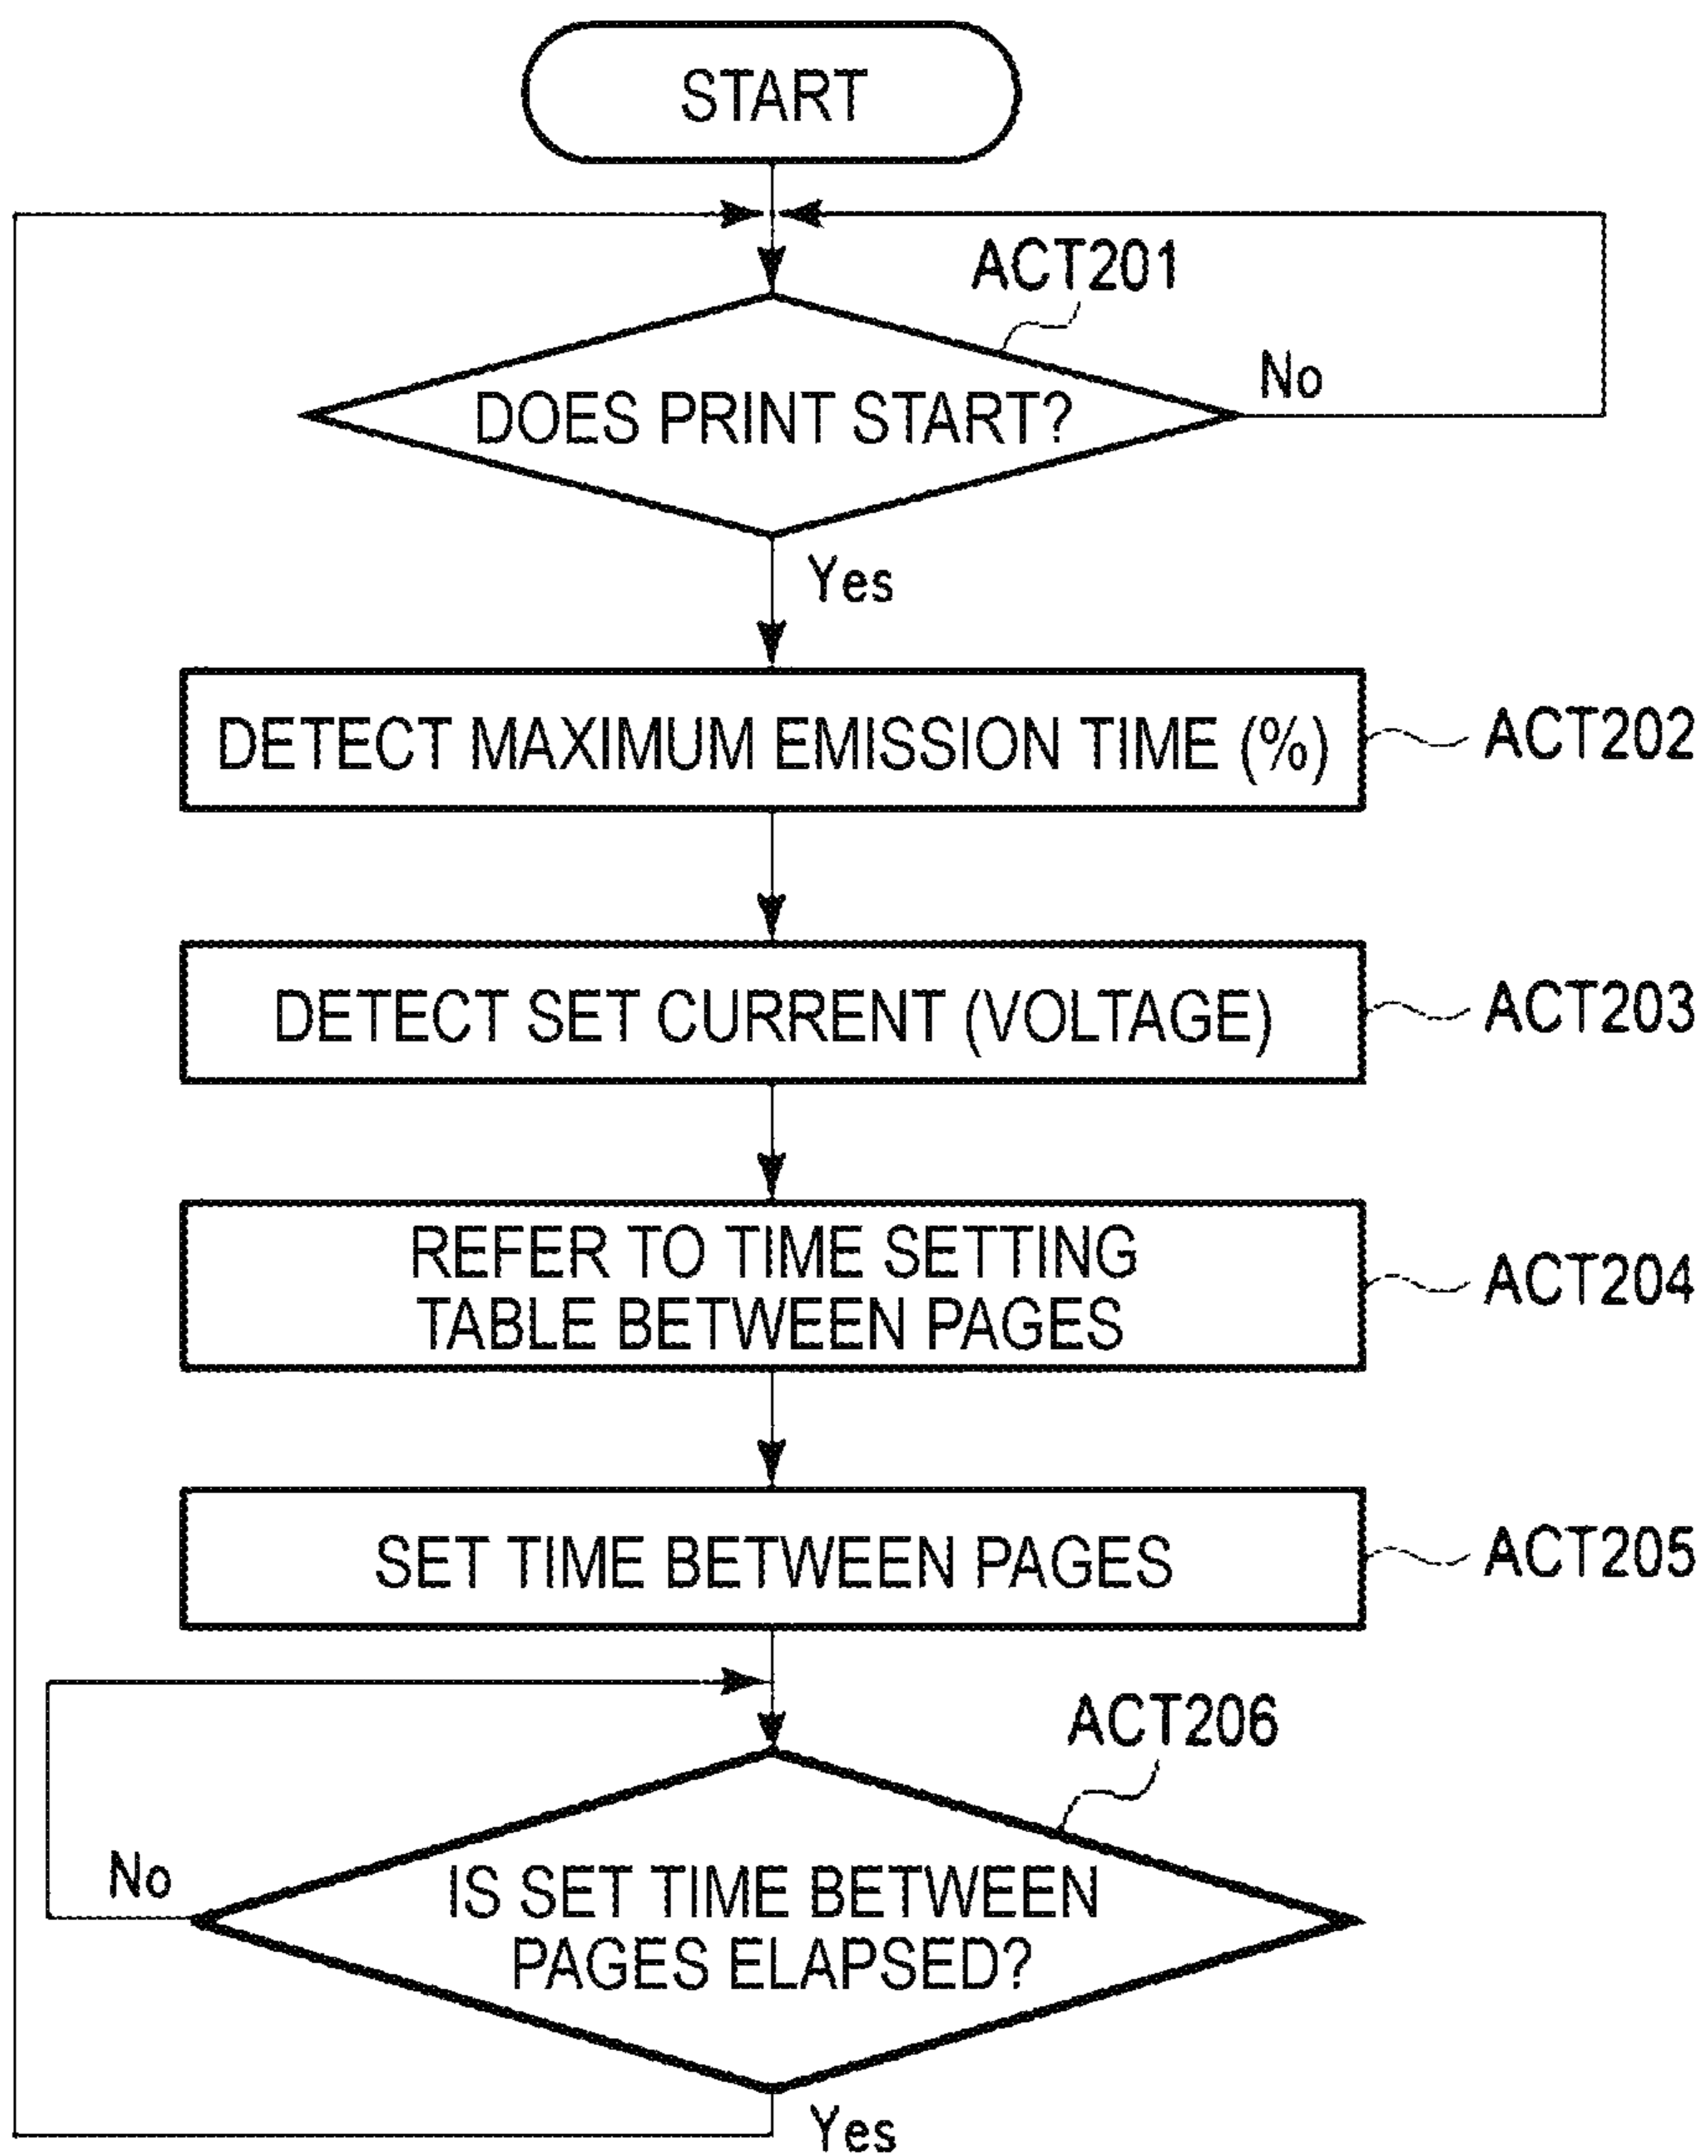 START
ACT201
DOES PRINT START?
No
Yes
DETECT MAXIMUM EMISSION TIME (%)
ACT202
DETECT SET CURRENT (VOLTAGE)
ACT203
REFER TO TIME SETTING
TABLE BETWEEN PAGES
ACT204
SET TIME BETWEEN PAGES
ACT205
ACT206
No
IS SET TIME BETWEEN
PAGES ELAPSED?
Yes